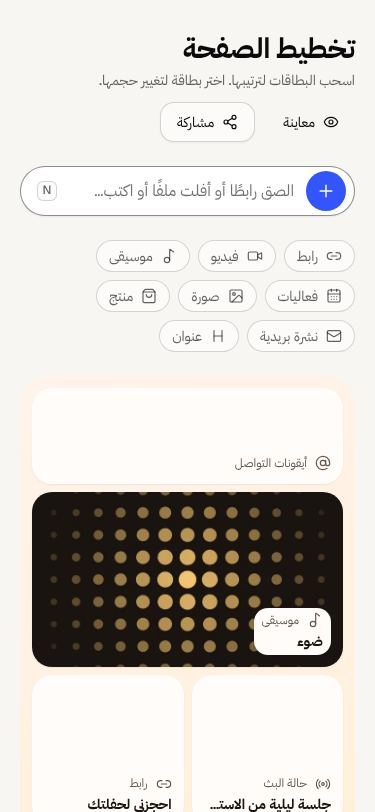 تخطيط الصفحة
اسحب البطاقات لترتيبها. اختر بطاقة لتغيير حجمها.
معاينة
مشاركة
الصق رابطًا أو أفلت ملفًا أو اكتب...
N
رابط
فيديو
موسيقى
فعاليات
صورة
منتج
نشرة بريدية
عنوان
أيقونات التواصل
موسيقى
ضوء
حالة البث
جلسة ليلية من الاست...
رابط
احجزني لحفلتك